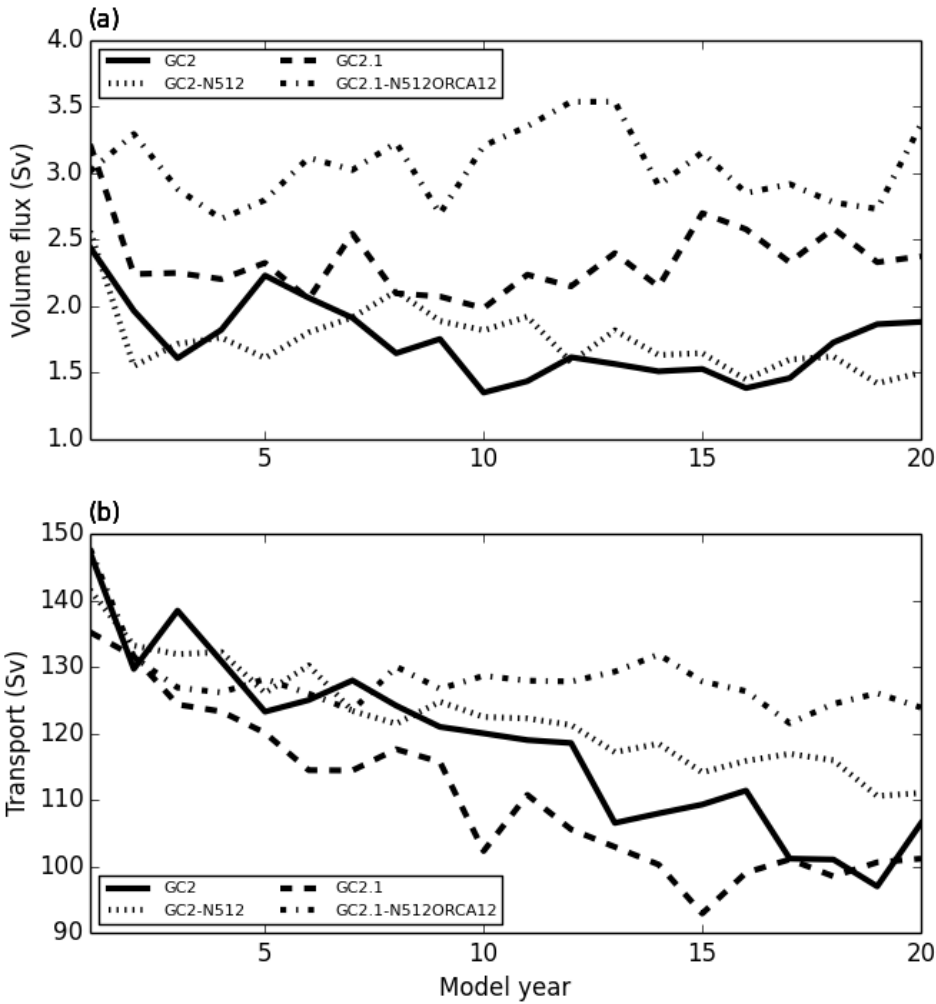 (a)
4.0
GC2 GC2.1
GC2-N512 GC2.1-N512ORCA12
3.5
3.0
2.5
2.0
1.5
1.0
Volume flux (Sv)
5 10 15 20
(b)
150
140
130
120
110
100
90
Transport (Sv)
GC2 GC2.1
GC2-N512 GC2.1-N512ORCA12
5 10 15 20
Model year